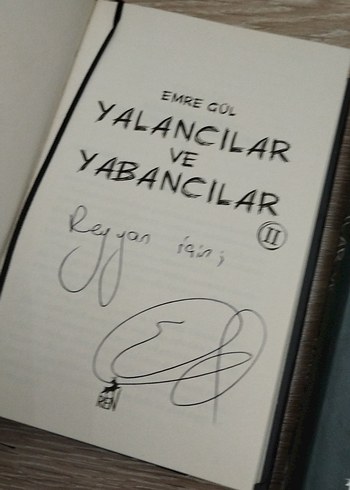 EMRE GÜL
YALANCILAR
VE
YABANCILAR
II
Reyyan için;
REN